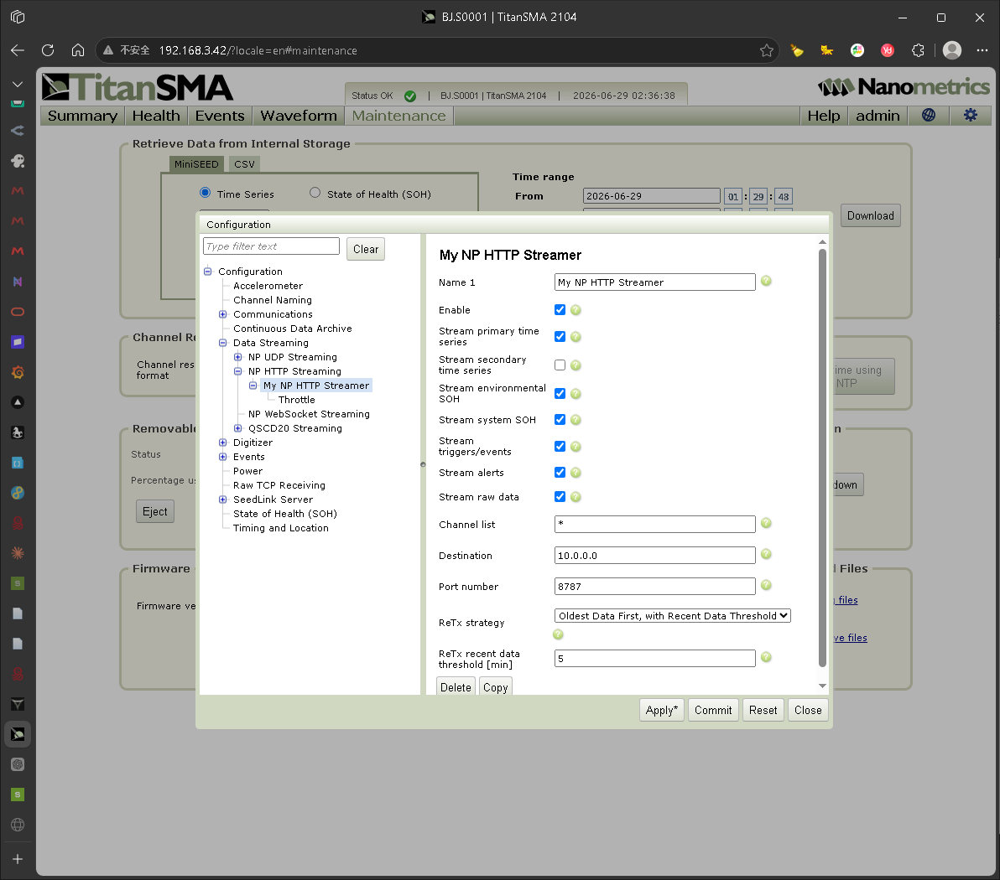 BJ.S0001 | TitanSMA 2104
不安全 192.168.3.42/?locale=en#maintenance
TitanSMA
Status OK | BJ.S0001 | TitanSMA 2104 | 2026-06-29 02:36:38
Nanometrics
Summary Health Events Waveform Maintenance Help admin
Retrieve Data from Internal Storage
MiniSEED CSV
Time Series State of Health (SOH)
Time range
From 2026-06-29 01 : 29 : 48
Download
Configuration
Type filter text Clear
Configuration
Accelerometer
Channel Naming
Communications
Continuous Data Archive
Data Streaming
NP UDP Streaming
NP HTTP Streaming
My NP HTTP Streamer
Throttle
NP WebSocket Streaming
QSCD20 Streaming
Digitizer
Events
Power
Raw TCP Receiving
SeedLink Server
State of Health (SOH)
Timing and Location
My NP HTTP Streamer
Name 1 My NP HTTP Streamer
Enable
Stream primary time
series
Stream secondary
time series
Stream environmental
SOH
Stream system SOH
Stream
triggers/events
Stream alerts
Stream raw data
Channel list *
Destination 10.0.0.0
Port number 8787
ReTx strategy Oldest Data First, with Recent Data Threshold
ReTx recent data
threshold [min] 5
Delete Copy
Apply* Commit Reset Close
Channel Re
Channel res
format
ime using
NTP
Removable
Status
Percentage us
Eject
n
down
Firmware
Firmware ve
Files
g files
ve files